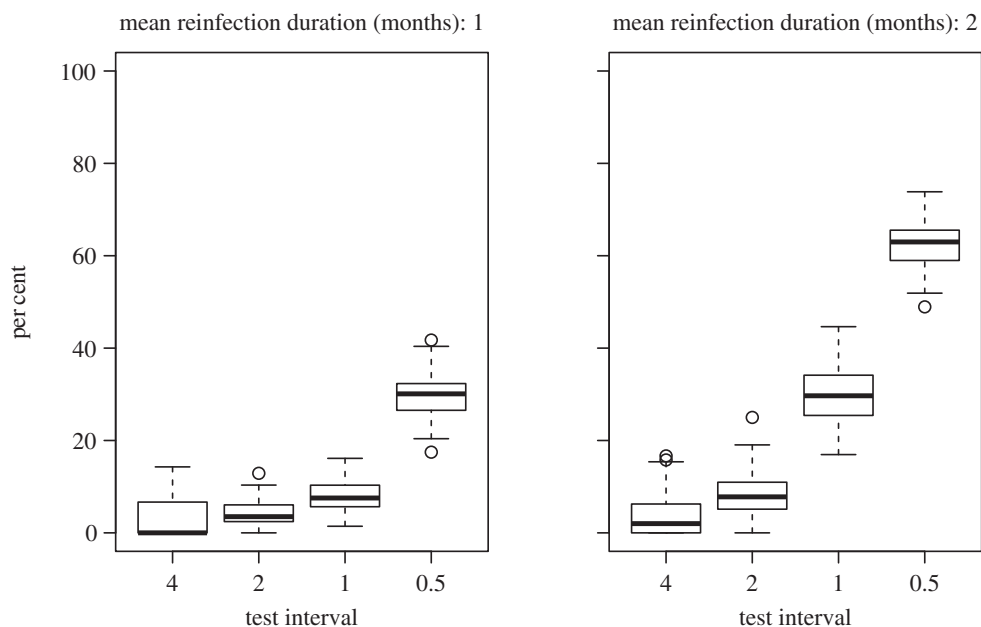 mean reinfection duration (months): 1
mean reinfection duration (months): 2
per cent
100
80
60
40
20
0
4 2 1 0.5
test interval
4 2 1 0.5
test interval